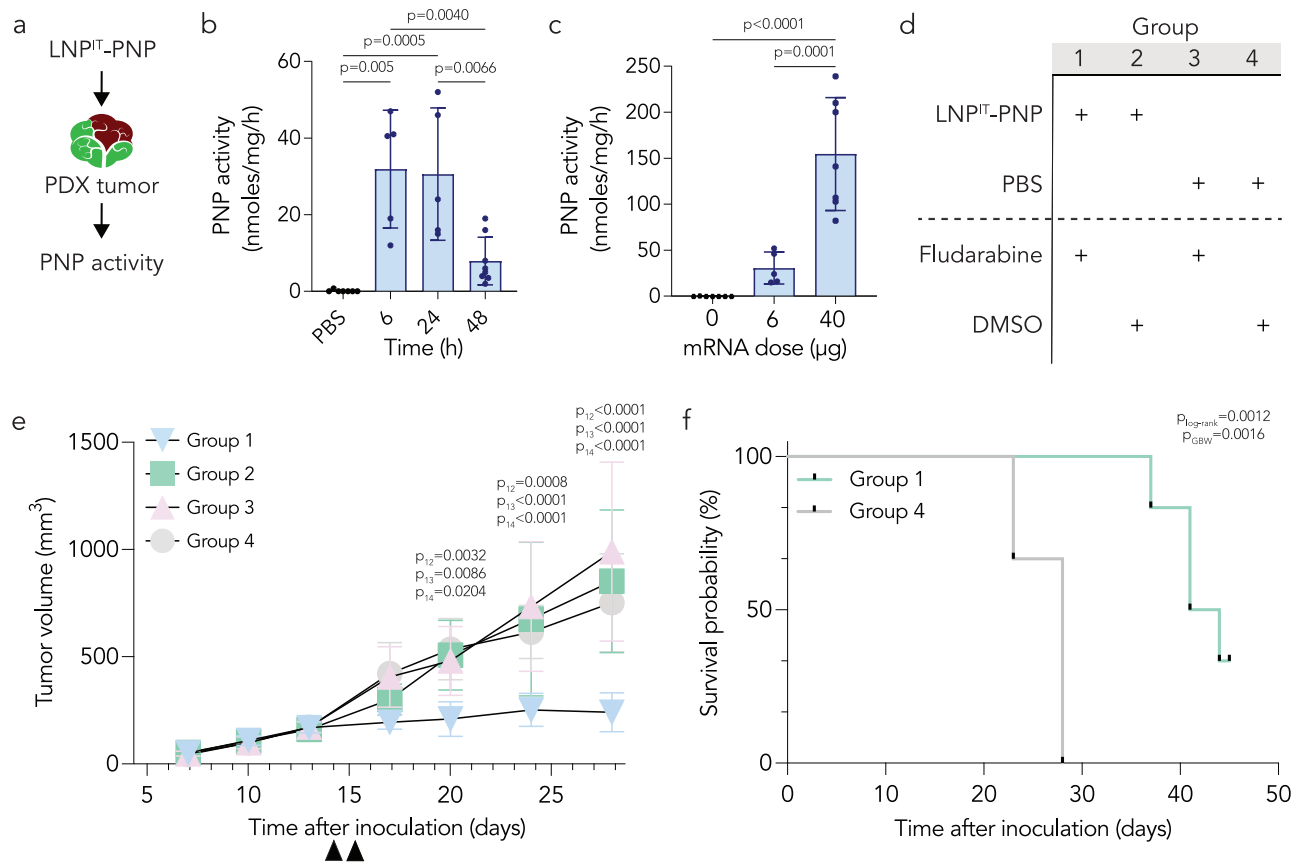 a
LNPᴵᵀ-PNP
PDX tumor
PNP activity
b
p=0.0040
p=0.0005
p=0.005
p=0.0066
PNP activity
(nmoles/mg/h)
60
40
20
0
PBS
6
24
48
Time (h)
c
p<0.0001
p=0.0001
PNP activity
(nmoles/mg/h)
250
200
150
100
50
0
0 6 40
mRNA dose (µg)
d
Group
1 2 3 4
LNPᴵᵀ-PNP + +
PBS + +
Fludarabine + +
DMSO + +
e
Group 1
Group 2
Group 3
Group 4
p₁₂=0.0032
p₁₃=0.0086
p₁₄=0.0204
p₁₂=0.0008
p₁₃<0.0001
p₁₄<0.0001
p₁₂<0.0001
p₁₃<0.0001
p₁₄<0.0001
Tumor volume (mm³)
1500
1000
500
0
5 10 15 20 25
Time after inoculation (days)
f
p_log-rank=0.0012
p_GBW=0.0016
Group 1
Group 4
Survival probability (%)
100
50
0
0 10 20 30 40 50
Time after inoculation (days)